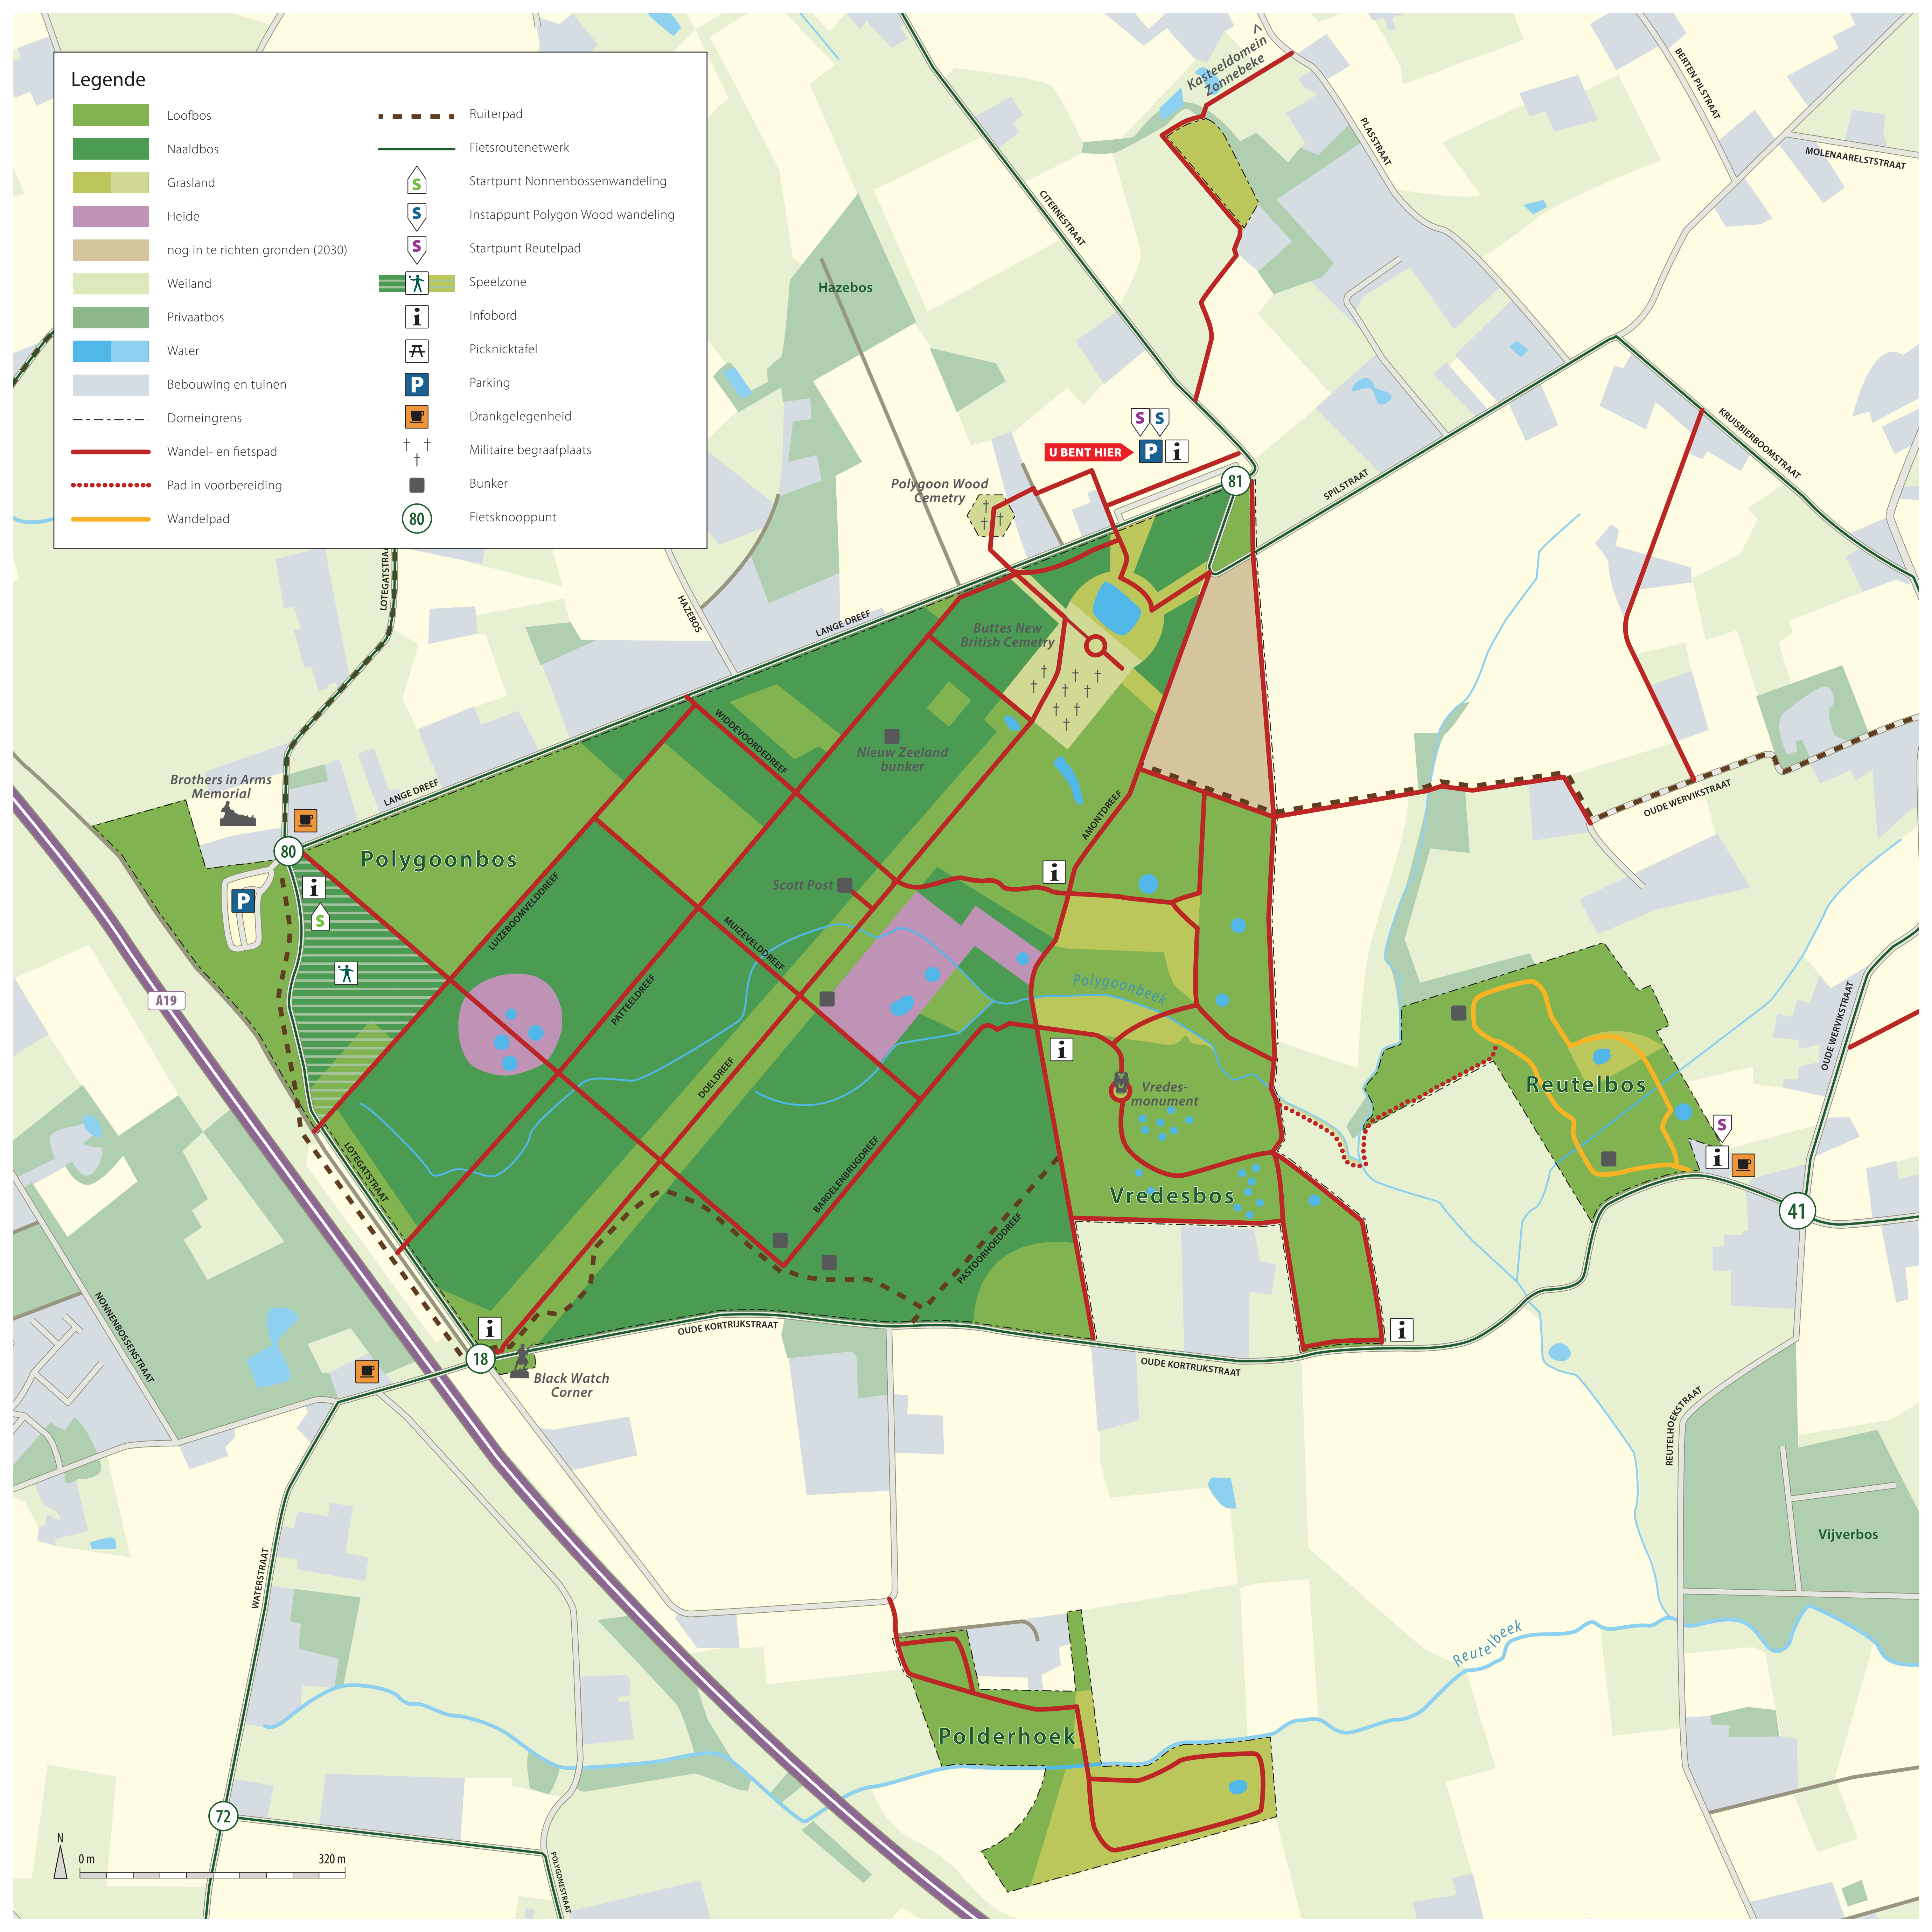 Legende
Loofbos
Naaldbos
Grasland
Heide
nog in te richten gronden (2030)
Weiland
Privaatbos
Water
Bebouwing en tuinen
Domeingrens
Wandel- en fietspad
Pad in voorbereiding
Wandelpad
Ruiterpad
Fietsroutenetwerk
S Startpunt Nonnenbossenwandeling
S Instappunt Polygon Wood wandeling
S Startpunt Reutelpad
Speelzone
i Infobord
Picknicktafel
P Parking
Drankgelegenheid
Militaire begraafplaats
Bunker
80 Fietsknooppunt
Kasteeldomein >
Zonnebeke
BERTEN PILSTRAAT
PLASSTRAAT
MOLENAARELSTSTRAAT
CITERNESTRAAT
Hazebos
KRUISBIERBOOMSTRAAT
S S
U BENT HIER
P i
81
SPILSTRAAT
Polygoon Wood
Cemetery
LOTEGATSTRAAT
HAZEBOS
LANGE DREEF
Buttes New
British Cemetery
WIDDEVOORDEDREEF
Nieuw Zeeland
bunker
Brothers in Arms
Memorial
LANGE DREEF
AMONTDREEF
OUDE WERVIKSTRAAT
80
Polygoonbos
i
P
S
Scott Post
i
LUIZEBOOMVELDDREEF
MUIZEVELDDREEF
A19
PATTEELDREEF
Polygoonbeek
OUDE WERVIKSTRAAT
i
DOELDREEF
Vredes-
monument
Reutelbos
S
i
LOTEGATSTRAAT
BARDELENBRUGDREEF
Vredesbos
41
PASTOORHOEDDREEF
NONNENBOSSENSTRAAT
i
18
OUDE KORTRIJKSTRAAT
i
OUDE KORTRIJKSTRAAT
Black Watch
Corner
REUTELHOEKSTRAAT
Vijverbos
WATERSTRAAT
Reutelbeek
Polderhoek
72
N
0 m
320 m
POLYGONESTRAAT